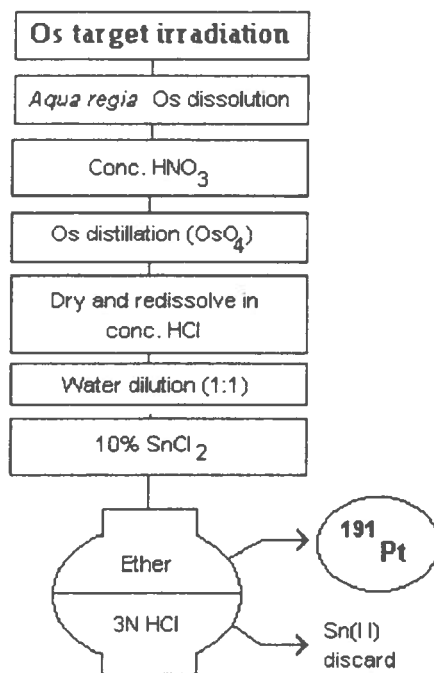 Os target irradiation
Aqua regia Os dissolution
Conc. HNO3
Os distillation (OsO4)
Dry and redissolve in
conc. HCl
Water dilution (1:1)
10% SnCl2
Ether
191Pt
3N HCl
Sn(II)
discard